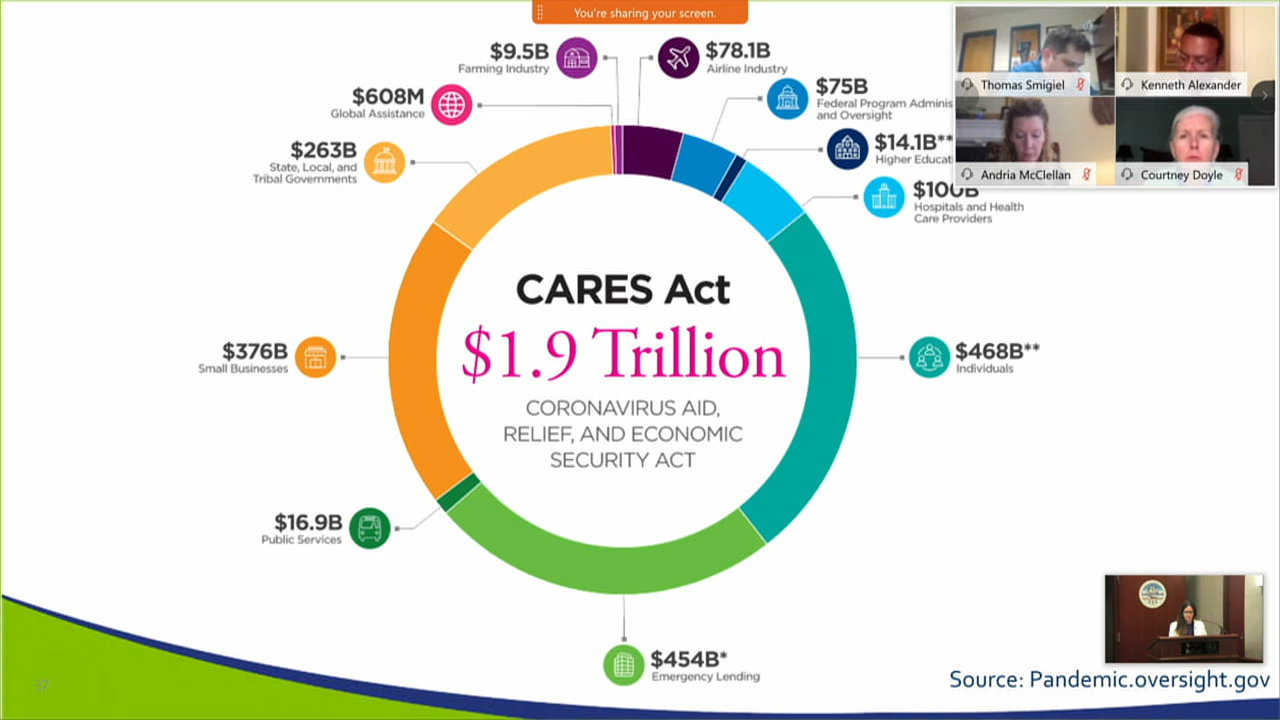 You're sharing your screen.
$9.5B
Farming Industry
$78.1B
Airline Industry
$608M
Global Assistance
$75B
Federal Program Adminis
and Oversight
$263B
State, Local, and
Tribal Governments
$14.1B**
Higher Educat
$100B
Hospitals and Health
Care Providers
Thomas Smigiel
Kenneth Alexander
Andria McClellan
Courtney Doyle
CARES Act
$1.9 Trillion
CORONAVIRUS AID,
RELIEF, AND ECONOMIC
SECURITY ACT
$376B
Small Businesses
$468B**
Individuals
$16.9B
Public Services
$454B*
Emergency Lending
37
Source: Pandemic.oversight.gov